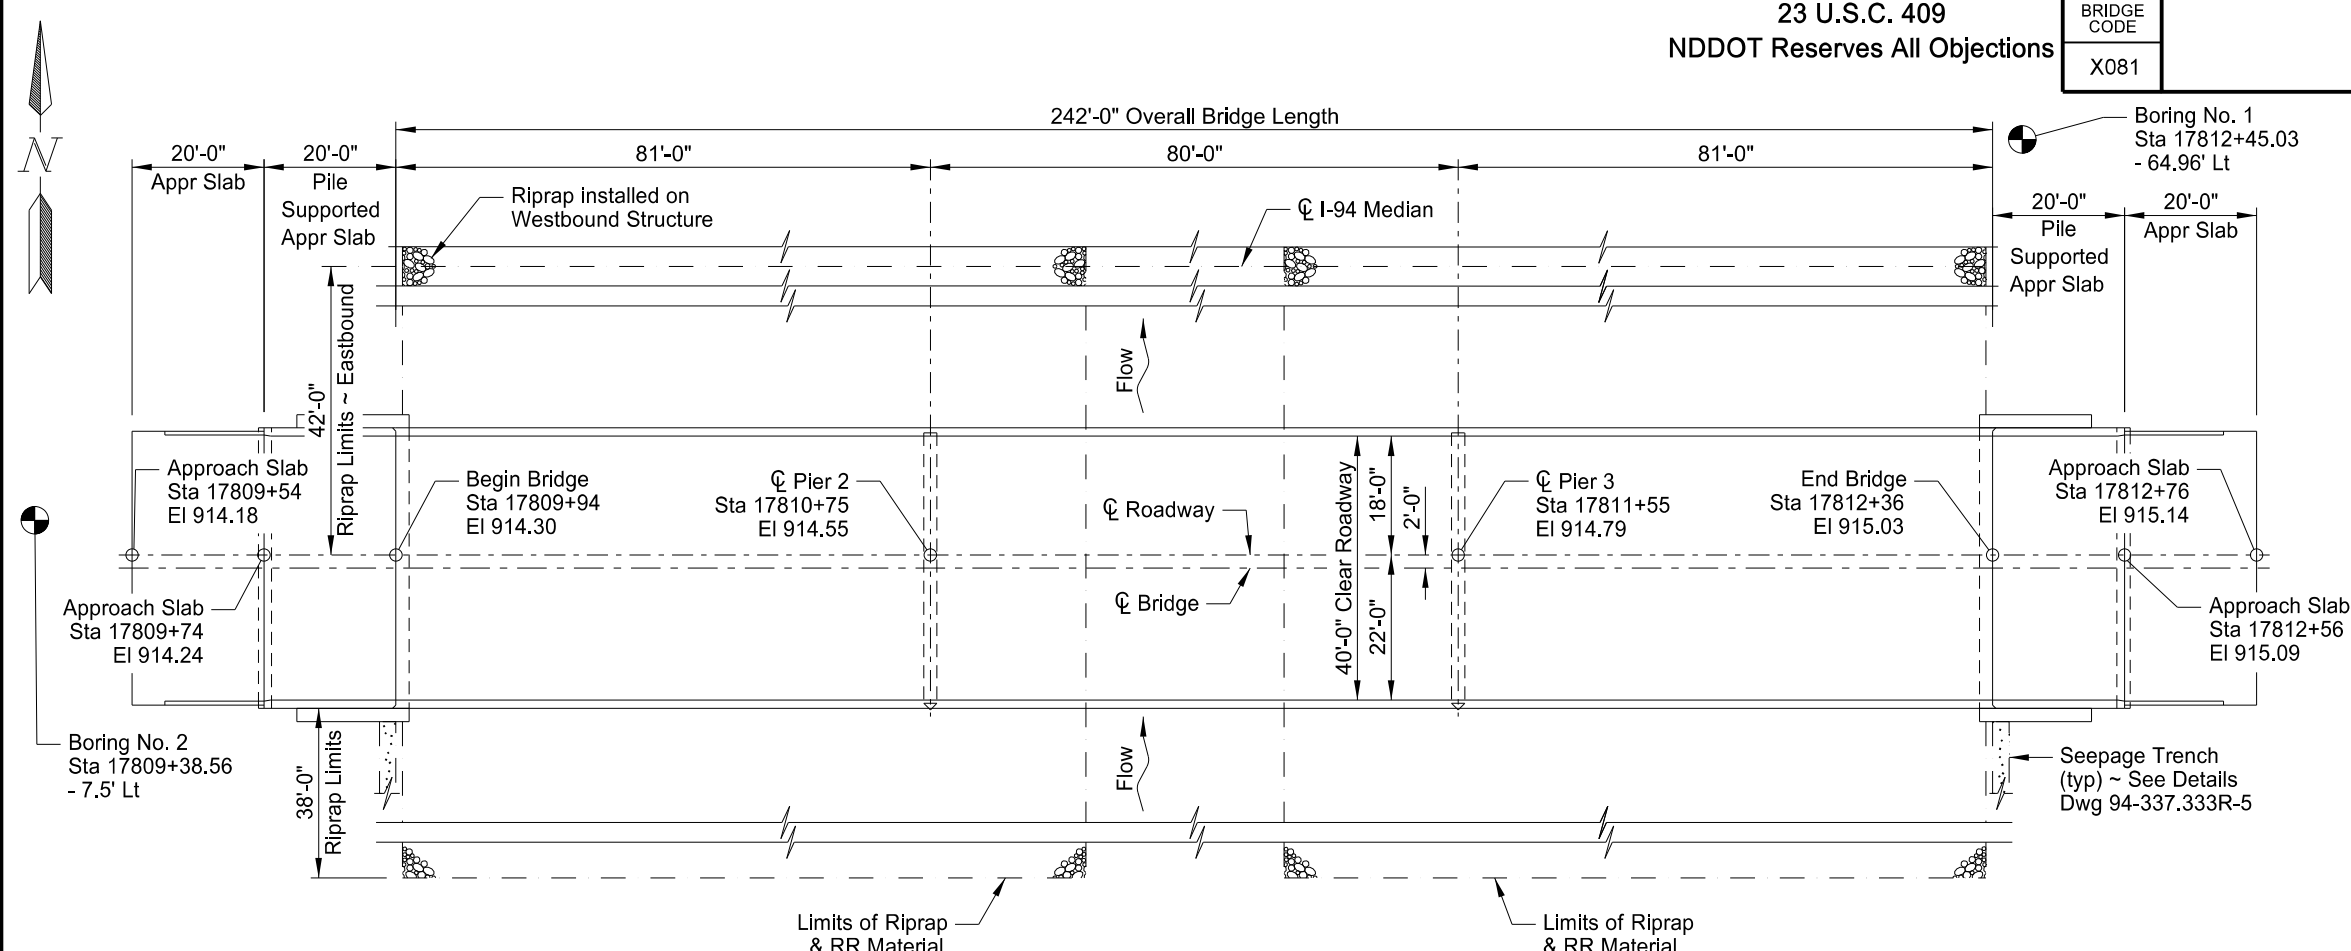 23 U.S.C. 409
NDDOT Reserves All Objections
BRIDGE
CODE
X081
N
242'-0" Overall Bridge Length
Boring No. 1
Sta 17812+45.03
- 64.96' Lt
20'-0"
Appr Slab
20'-0"
Pile
Supported
Appr Slab
81'-0"
80'-0"
81'-0"
20'-0"
Pile
Supported
Appr Slab
20'-0"
Appr Slab
Riprap installed on
Westbound Structure
℄ I-94 Median
42'-0"
Riprap Limits ~ Eastbound
Flow
Approach Slab
Sta 17809+54
El 914.18
Begin Bridge
Sta 17809+94
El 914.30
℄ Pier 2
Sta 17810+75
El 914.55
℄ Roadway
40'-0" Clear Roadway
18'-0"
2'-0"
22'-0"
℄ Pier 3
Sta 17811+55
El 914.79
End Bridge
Sta 17812+36
El 915.03
Approach Slab
Sta 17812+76
El 915.14
Approach Slab
Sta 17809+74
El 914.24
℄ Bridge
Approach Slab
Sta 17812+56
El 915.09
Boring No. 2
Sta 17809+38.56
- 7.5' Lt
38'-0"
Riprap Limits
Flow
Seepage Trench
(typ) ~ See Details
Dwg 94-337.333R-5
Limits of Riprap
& RR Material
Limits of Riprap
& RR Material